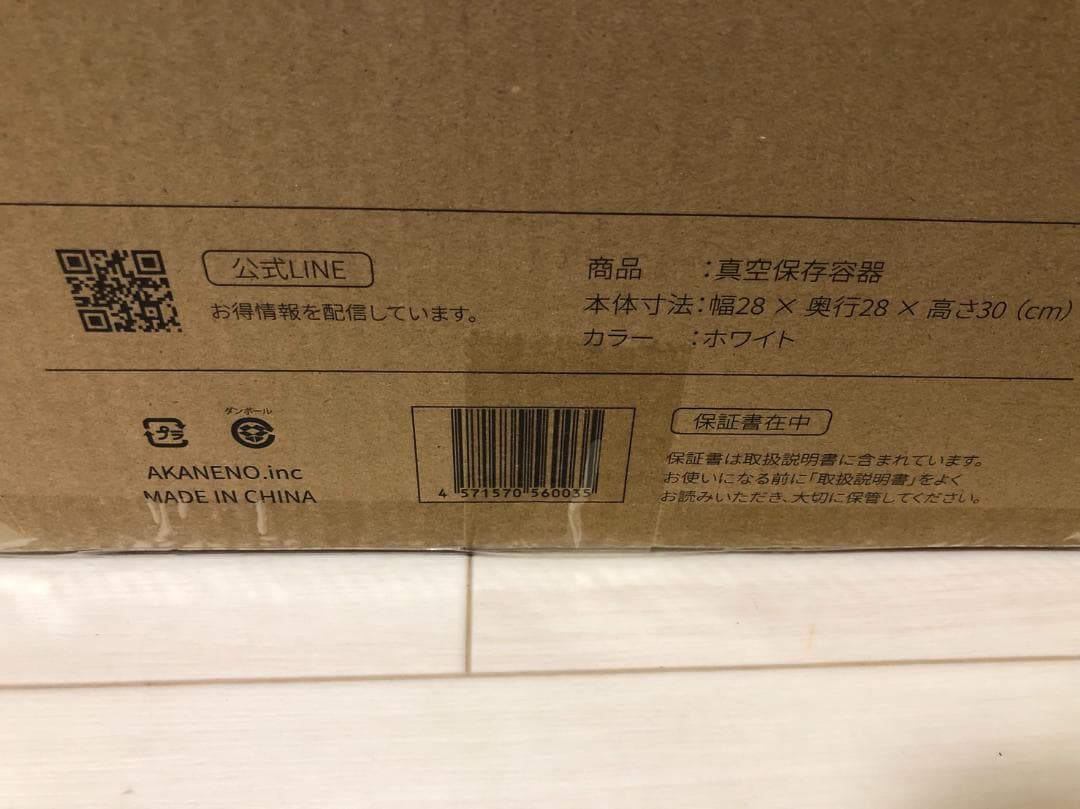 公式LINE
お得情報を配信しています。
商品　：真空保存容器
本体寸法：幅28 × 奥行28 × 高さ30（cm）
カラー　：ホワイト
プラ
ダンボール
AKANENO.inc
MADE IN CHINA
4 571570 560035
保証書在中
保証書は取扱説明書に含まれています。
お使いになる前に「取扱説明書」をよく
お読みいただき、大切に保管してください。